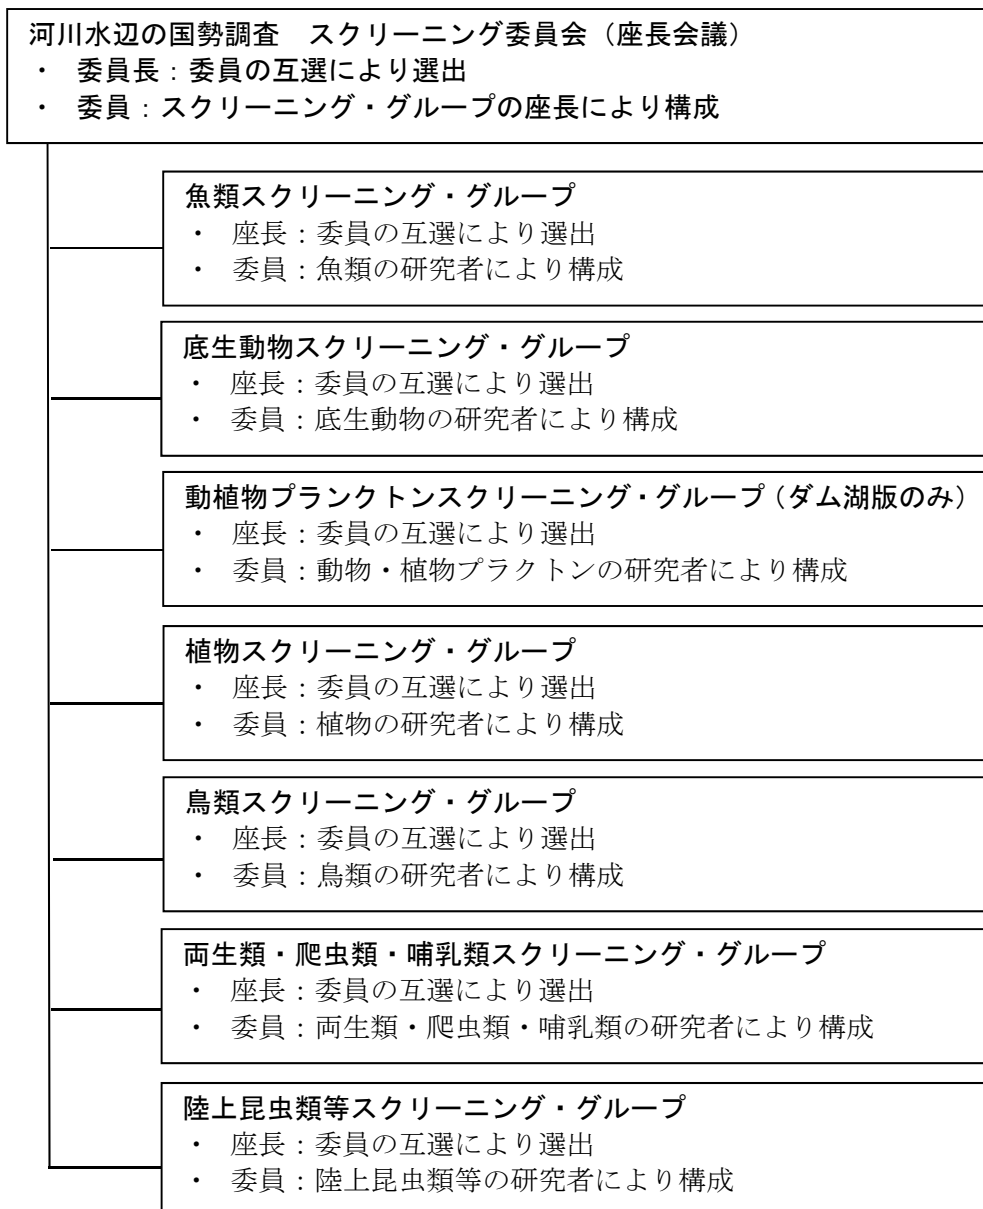 河川水辺の国勢調査　スクリーニング委員会（座長会議）
・ 委員長：委員の互選により選出
・ 委員：スクリーニング・グループの座長により構成
魚類スクリーニング・グループ
・ 座長：委員の互選により選出
・ 委員：魚類の研究者により構成
底生動物スクリーニング・グループ
・ 座長：委員の互選により選出
・ 委員：底生動物の研究者により構成
動植物プランクトンスクリーニング・グループ（ダム湖版のみ）
・ 座長：委員の互選により選出
・ 委員：動物・植物プラクトンの研究者により構成
植物スクリーニング・グループ
・ 座長：委員の互選により選出
・ 委員：植物の研究者により構成
鳥類スクリーニング・グループ
・ 座長：委員の互選により選出
・ 委員：鳥類の研究者により構成
両生類・爬虫類・哺乳類スクリーニング・グループ
・ 座長：委員の互選により選出
・ 委員：両生類・爬虫類・哺乳類の研究者により構成
陸上昆虫類等スクリーニング・グループ
・ 座長：委員の互選により選出
・ 委員：陸上昆虫類等の研究者により構成